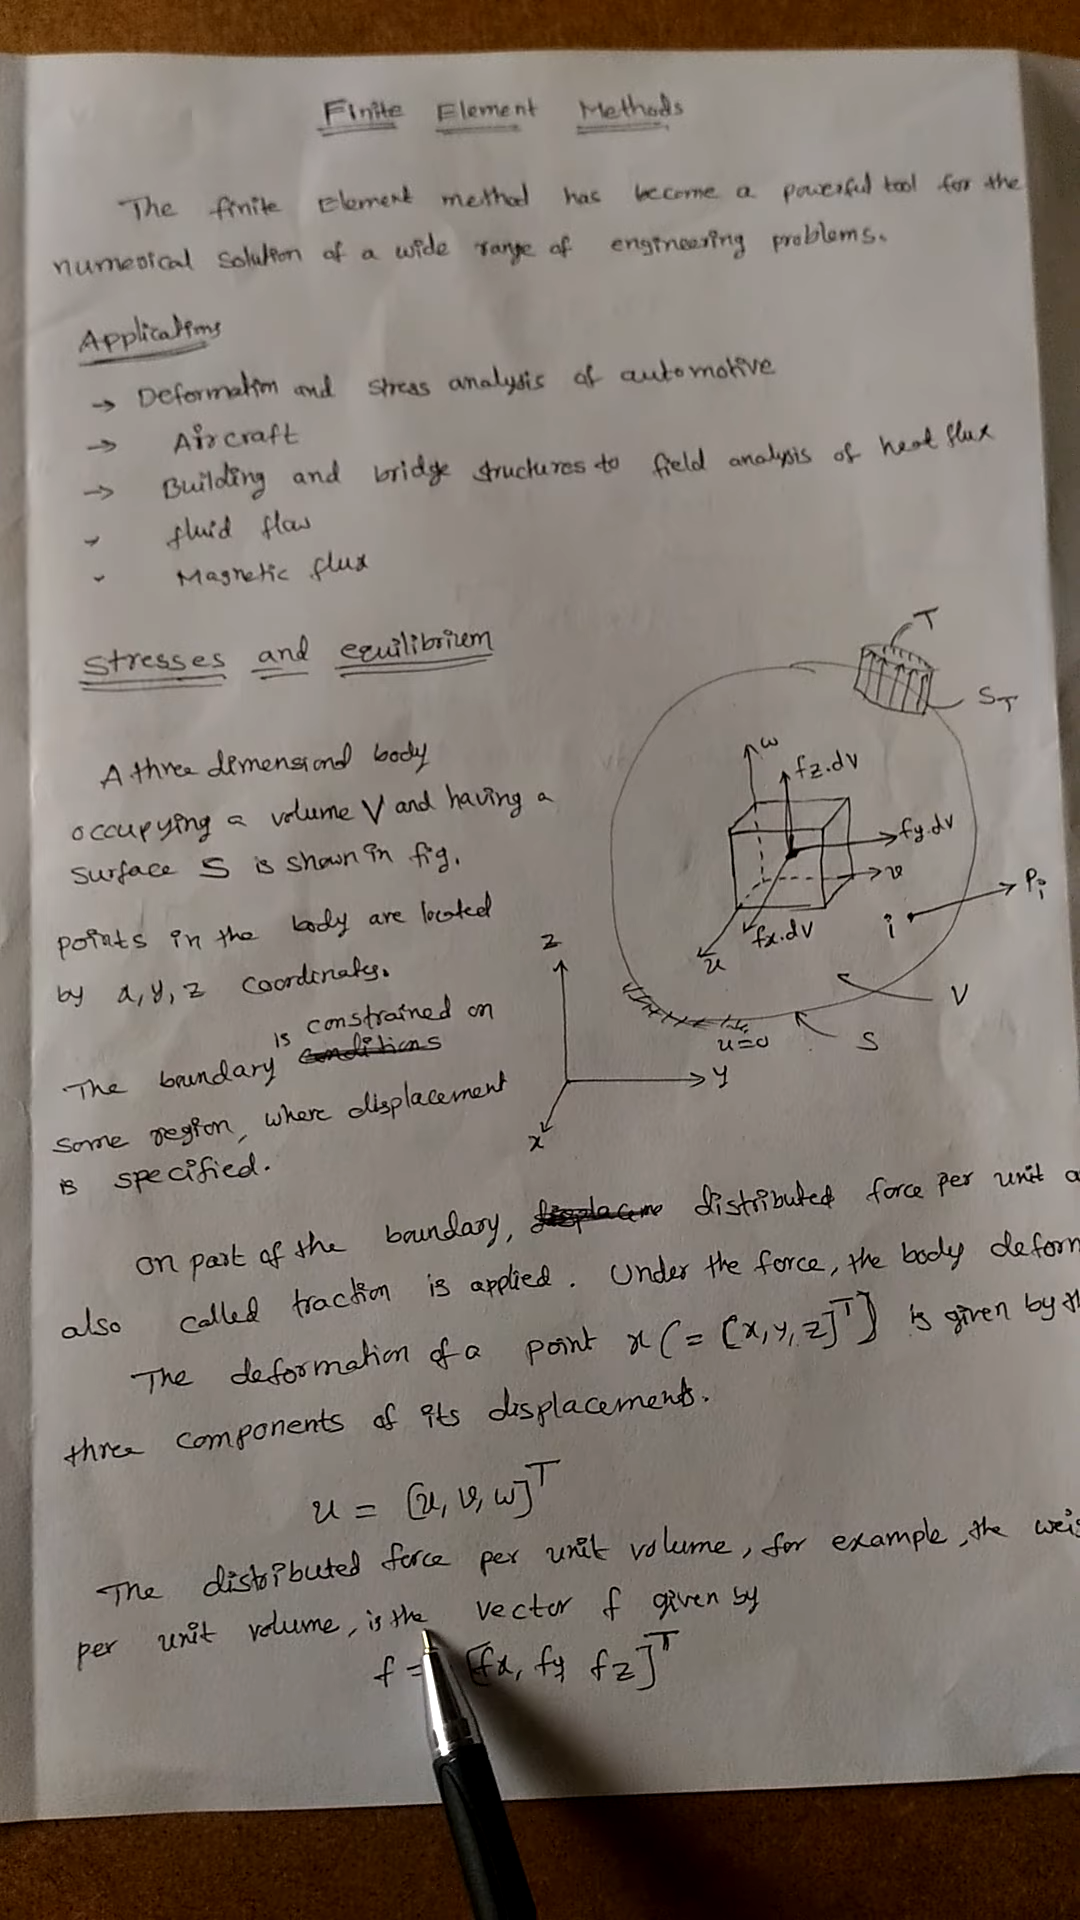 Finite Element Methods
The finite Element method has become a powerful tool for the
numerical solution of a wide range of engineering problems.
Applications
→ Deformation and stress analysis of automotive
→ Aircraft
→ Building and bridge structures to field analysis of heat flux
fluid flow
Magnetic flux
Stresses and equilibrium
A three dimensional body
occupying a volume V and having a
surface S is shown in fig.
points in the body are located
by x, y, z coordinates.
The boundary is constrained on
some region, where displacement
is specified.
T
S_T
w
fz.dv
fy.dv
v
fx.dv
u
i
Pi
V
S
u=0
z
y
x
on part of the boundary, distributed force per unit a
also called traction is applied. Under the force, the body deform
The deformation of a point x (= [x, y, z]^T) is given by th
three components of its displacements.
u = [u, v, w]^T
The distributed force per unit volume, for example, the weig
per unit volume, is the vector f given by
f = [fx, fy fz]^T